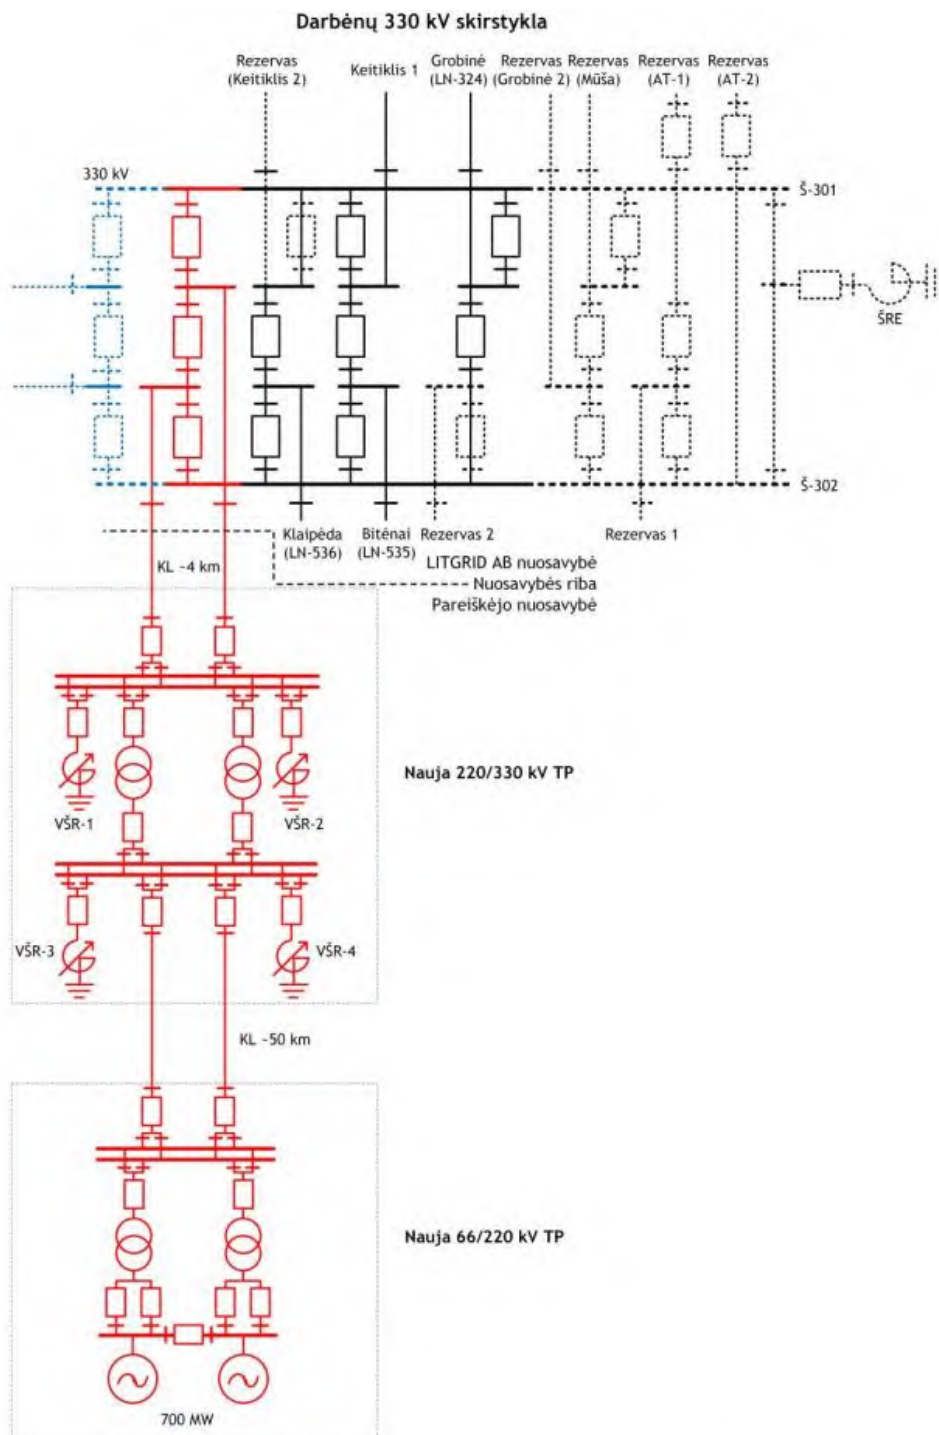 Darbėnų 330 kV skirstykla
Rezervas
(Keitiklis 2)
Keitiklis 1
Grobinė
(LN-324)
Rezervas
(Grobinė 2)
Rezervas
(Mūša)
Rezervas
(AT-1)
Rezervas
(AT-2)
330 kV
Š-301
ŠRE
Š-302
Klaipėda
(LN-536)
Bitėnai
(LN-535)
Rezervas 2
Rezervas 1
LITGRID AB nuosavybė
Nuosavybės riba
Pareiškėjo nuosavybė
KL ~4 km
Nauja 220/330 kV TP
VŠR-1
VŠR-2
VŠR-3
VŠR-4
KL ~50 km
Nauja 66/220 kV TP
700 MW